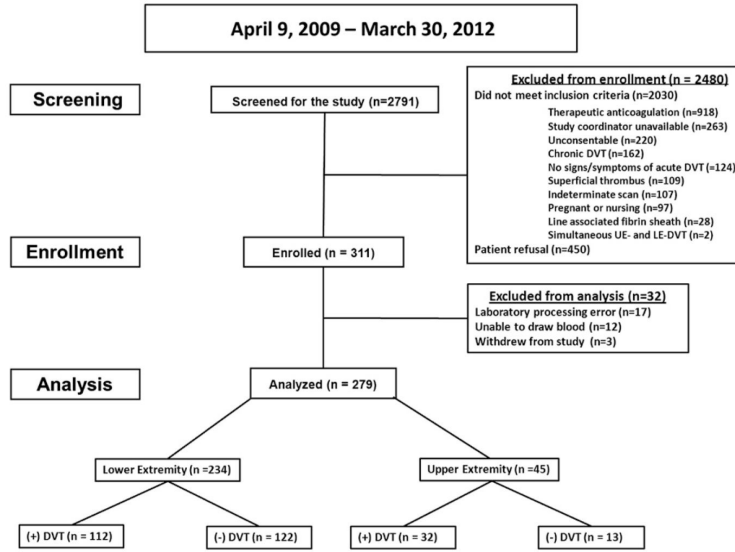 April 9, 2009 – March 30, 2012
Screening
Screened for the study (n=2791)
Excluded from enrollment (n = 2480)
Did not meet inclusion criteria (n=2030)
Therapeutic anticoagulation (n=918)
Study coordinator unavailable (n=263)
Unconsentable (n=220)
Chronic DVT (n=162)
No signs/symptoms of acute DVT (=124)
Superficial thrombus (n=109)
Indeterminate scan (n=107)
Pregnant or nursing (n=97)
Line associated fibrin sheath (n=28)
Simultaneous UE- and LE-DVT (n=2)
Patient refusal (n=450)
Enrollment
Enrolled (n = 311)
Excluded from analysis (n=32)
Laboratory processing error (n=17)
Unable to draw blood (n=12)
Withdrew from study (n=3)
Analysis
Analyzed (n = 279)
Lower Extremity (n =234)
Upper Extremity (n =45)
(+) DVT (n = 112)
(-) DVT (n = 122)
(+) DVT (n = 32)
(-) DVT (n = 13)